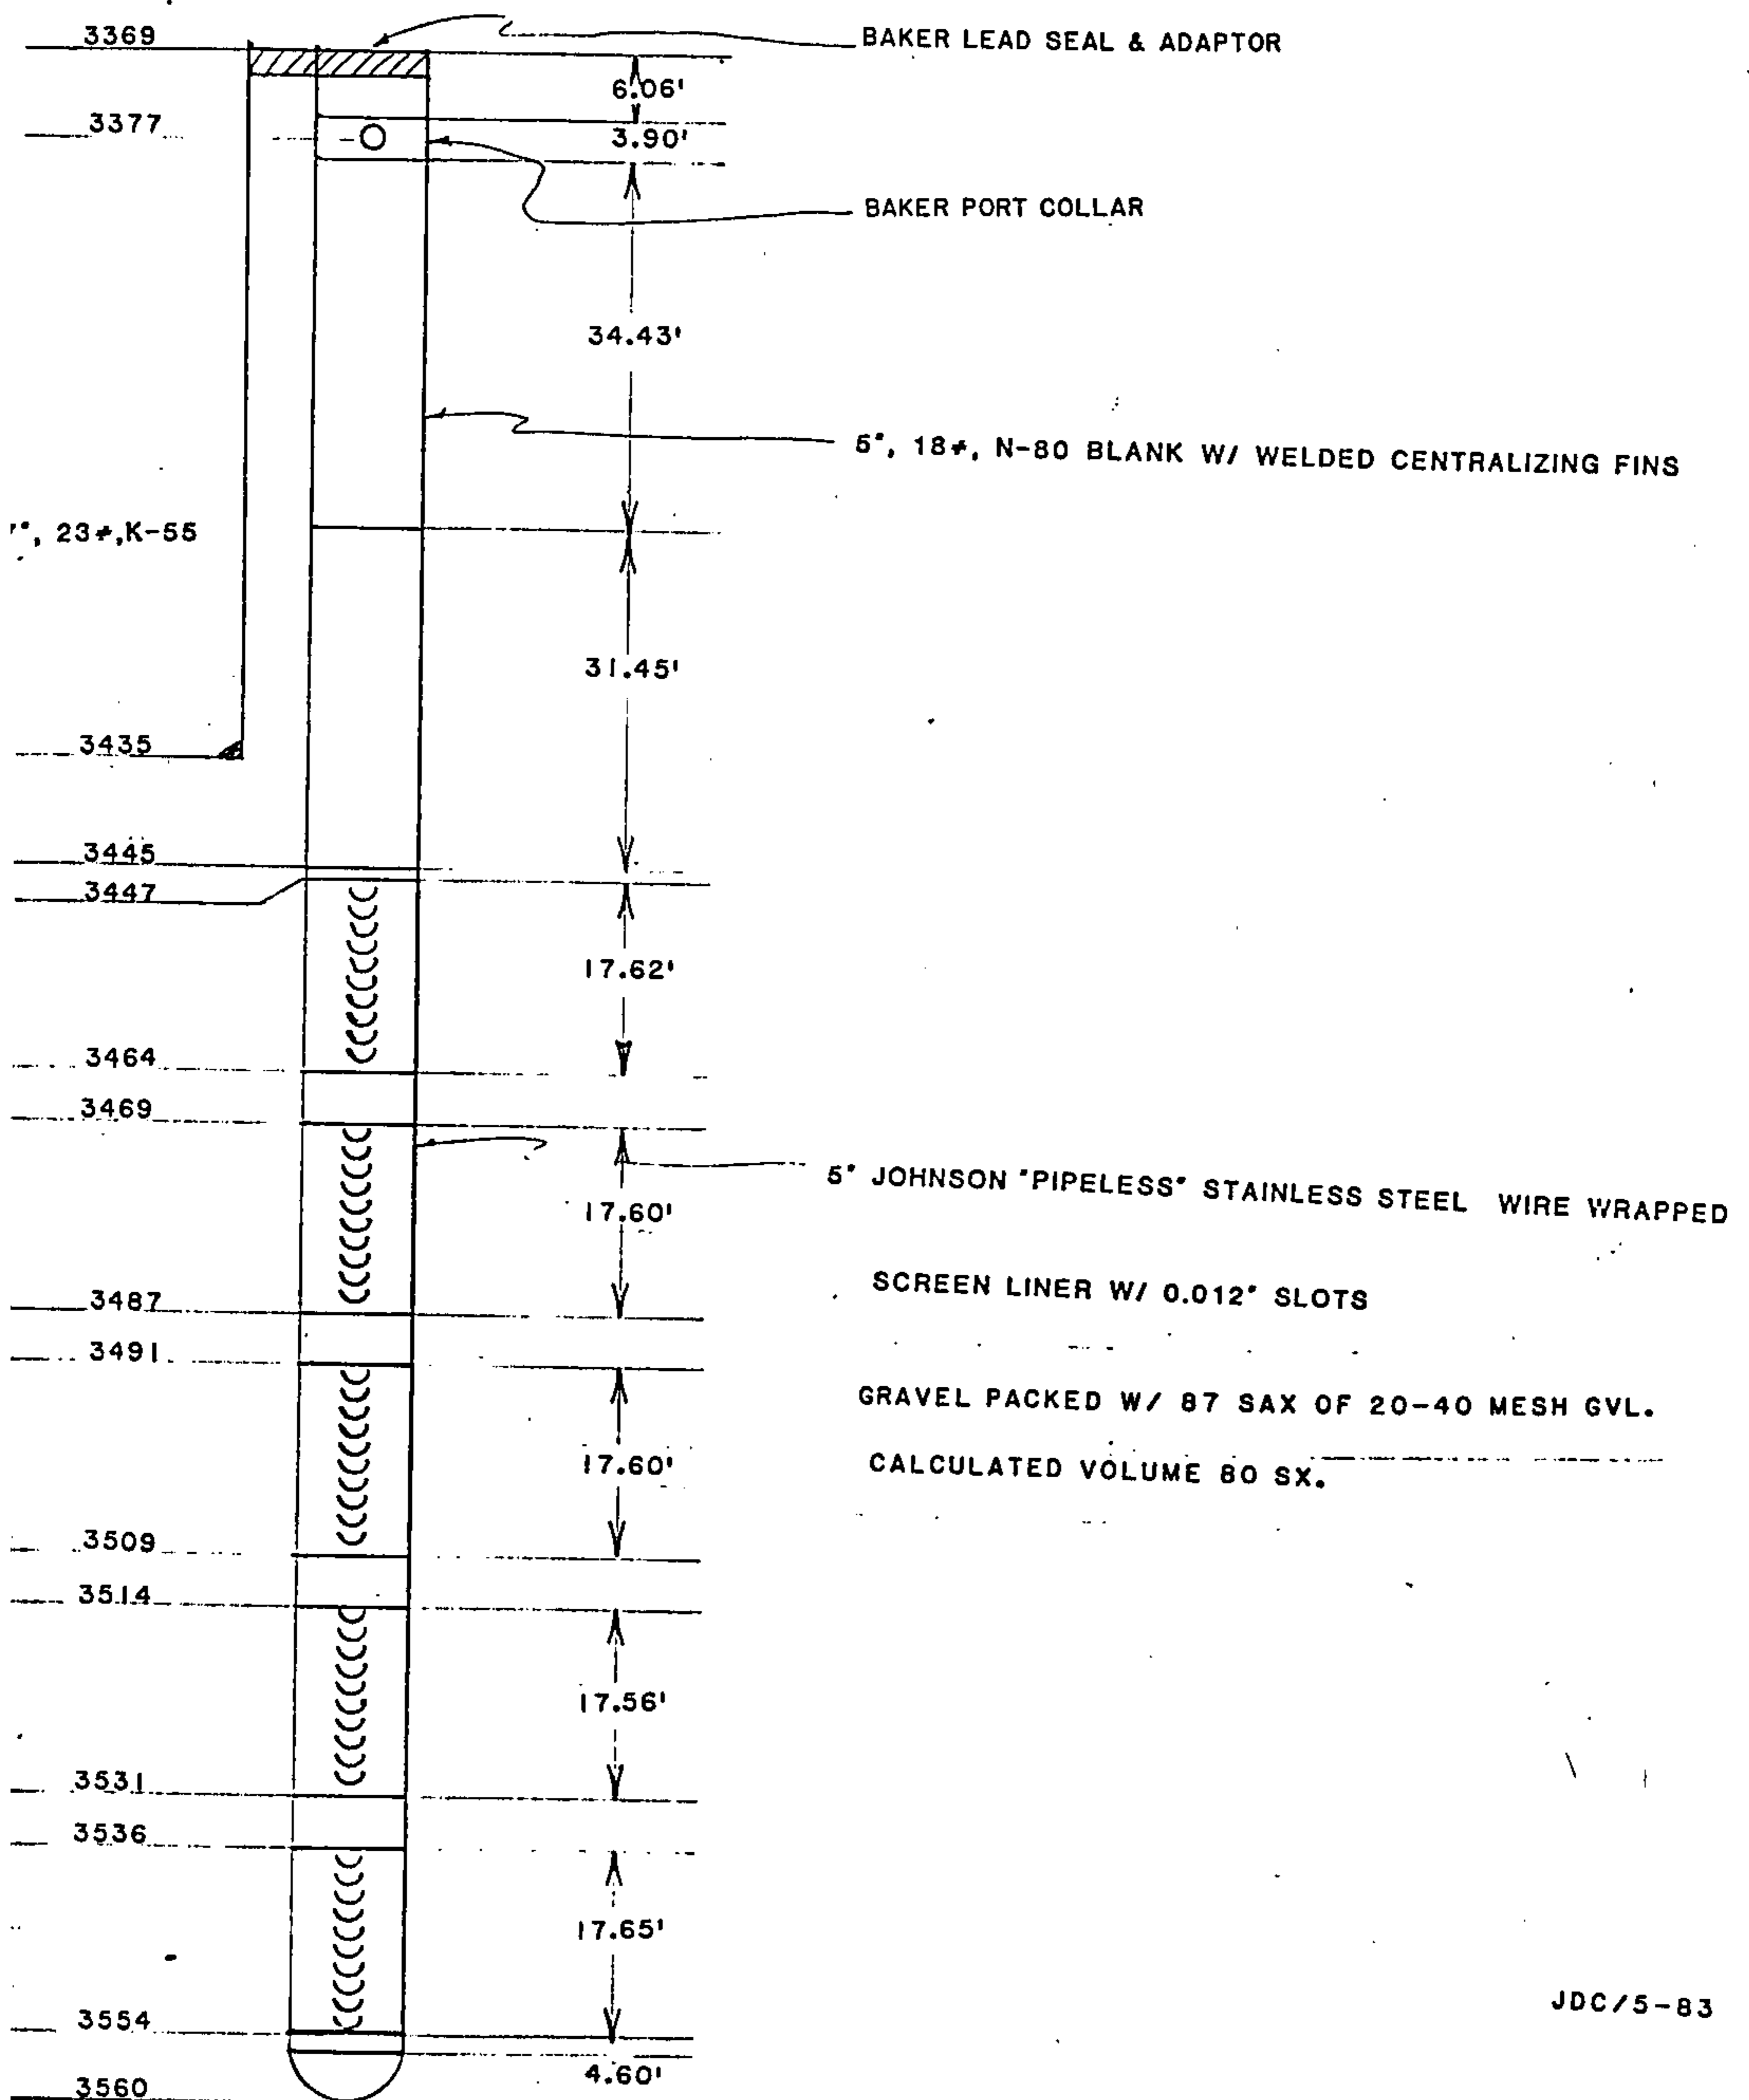 3369
BAKER LEAD SEAL & ADAPTOR
6.06'
3377
3.90'
BAKER PORT COLLAR
34.43'
5", 18#, N-80 BLANK W/ WELDED CENTRALIZING FINS
", 23#,K-55
31.45'
3435
3445
3447
17.62'
3464
3469
5" JOHNSON "PIPELESS" STAINLESS STEEL WIRE WRAPPED
17.60'
SCREEN LINER W/ 0.012" SLOTS
3487
3491
GRAVEL PACKED W/ 87 SAX OF 20-40 MESH GVL.
17.60'
CALCULATED VOLUME 80 SX.
3509
3514
17.56'
3531
3536
17.65'
JDC/5-83
3554
4.60'
3560